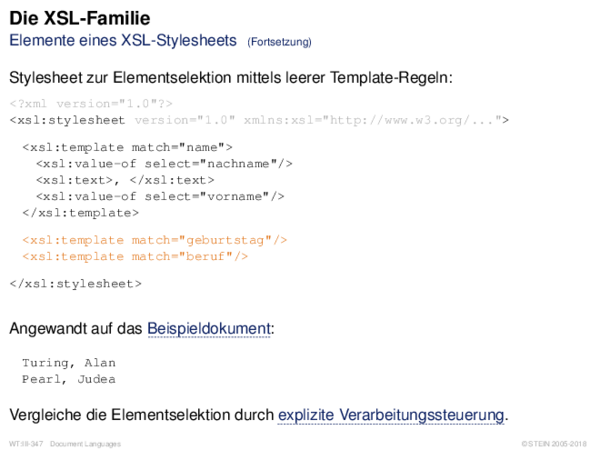 Die XSL-Familie
Elemente eines XSL-Stylesheets (Fortsetzung)
Stylesheet zur Elementselektion mittels leerer Template-Regeln:
<?xml version="1.0"?>
<xsl:stylesheet version="1.0" xmlns:xsl="http://www.w3.org/...">
<xsl:template match="name">
<xsl:value-of select="nachname"/>
<xsl:text>, </xsl:text>
<xsl:value-of select="vorname"/>
</xsl:template>
<xsl:template match="geburtstag"/>
<xsl:template match="beruf"/>
</xsl:stylesheet>
Angewandt auf das Beispieldokument:
Turing, Alan
Pearl, Judea
Vergleiche die Elementselektion durch explizite Verarbeitungssteuerung.
WT:III-347 Document Languages © STEIN 2005-2018